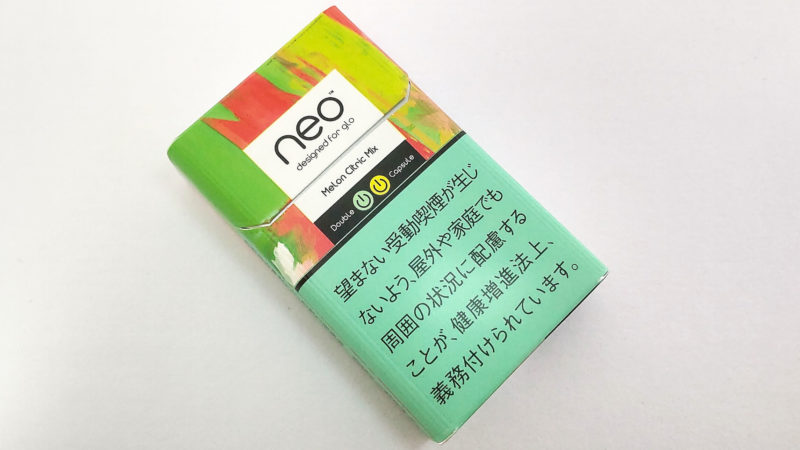 neo™
designed for glo
Melon Citric Mix
Double Capsule
望まない受動喫煙が生じ
ないよう、屋外や家庭でも
周囲の状況に配慮する
ことが、健康増進法上、
義務付けられています。